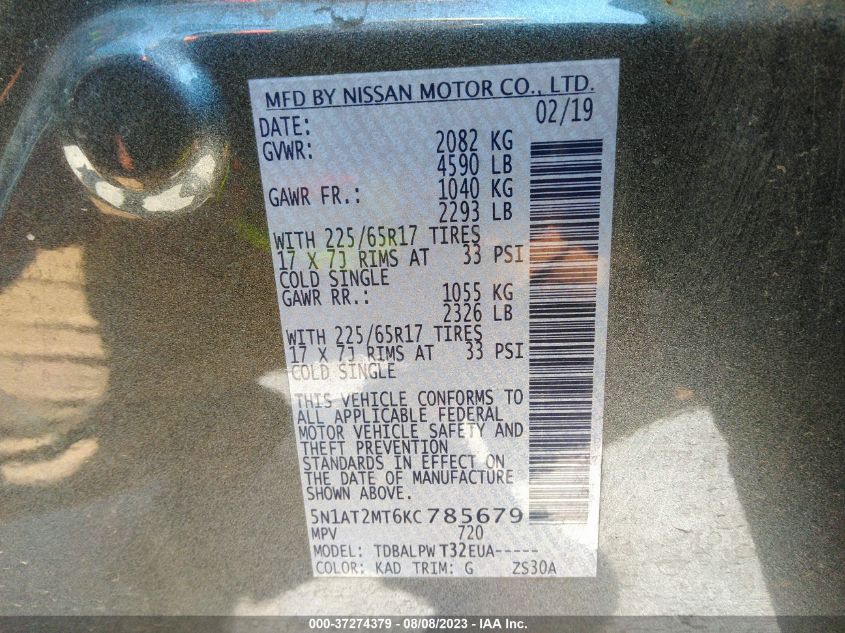 MFD BY NISSAN MOTOR CO., LTD.
DATE: 02/19
GVWR: 2082 KG
4590 LB
GAWR FR.: 1040 KG
2293 LB
WITH 225/65R17 TIRES
17 X 7J RIMS AT 33 PSI
COLD SINGLE
GAWR RR.: 1055 KG
2326 LB
WITH 225/65R17 TIRES
17 X 7J RIMS AT 33 PSI
COLD SINGLE
THIS VEHICLE CONFORMS TO
ALL APPLICABLE FEDERAL
MOTOR VEHICLE SAFETY AND
THEFT PREVENTION
STANDARDS IN EFFECT ON
THE DATE OF MANUFACTURE
SHOWN ABOVE.
5N1AT2MT6KC785679
MPV 720
MODEL: TDBALPW T32EUA-----
COLOR: KAD TRIM: G ZS30A
000-37274379 - 08/08/2023 - IAA Inc.